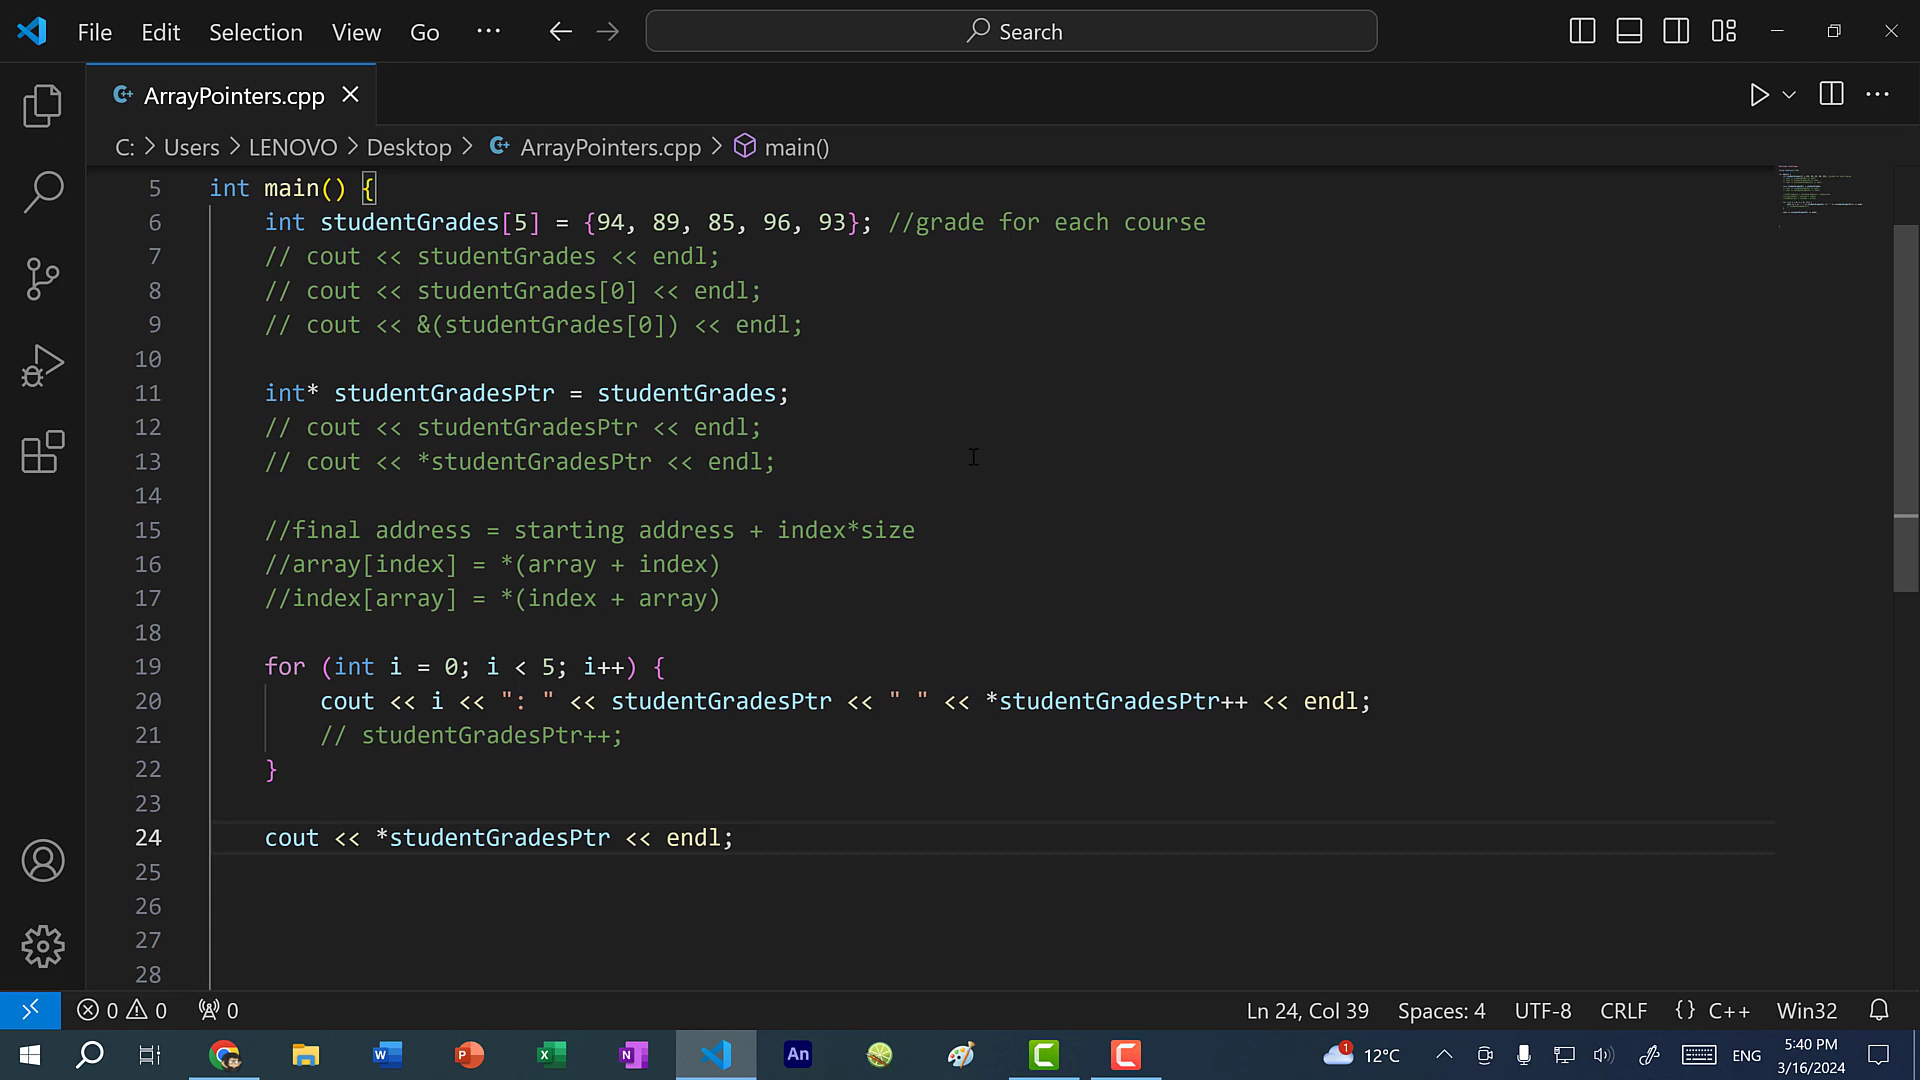 File Edit Selection View Go ··· Search
ArrayPointers.cpp
C: > Users > LENOVO > Desktop > ArrayPointers.cpp > main()
5 int main() {
6 int studentGrades[5] = {94, 89, 85, 96, 93}; //grade for each course
7 // cout << studentGrades << endl;
8 // cout << studentGrades[0] << endl;
9 // cout << &(studentGrades[0]) << endl;
10
11 int* studentGradesPtr = studentGrades;
12 // cout << studentGradesPtr << endl;
13 // cout << *studentGradesPtr << endl;
14
15 //final address = starting address + index*size
16 //array[index] = *(array + index)
17 //index[array] = *(index + array)
18
19 for (int i = 0; i < 5; i++) {
20 cout << i << ": " << studentGradesPtr << " " << *studentGradesPtr++ << endl;
21 // studentGradesPtr++;
22 }
23
24 cout << *studentGradesPtr << endl;
25
26
27
28
0 0 0 Ln 24, Col 39 Spaces: 4 UTF-8 CRLF {} C++ Win32
W P X N An C C 1 12°C ENG 5:40 PM
3/16/2024